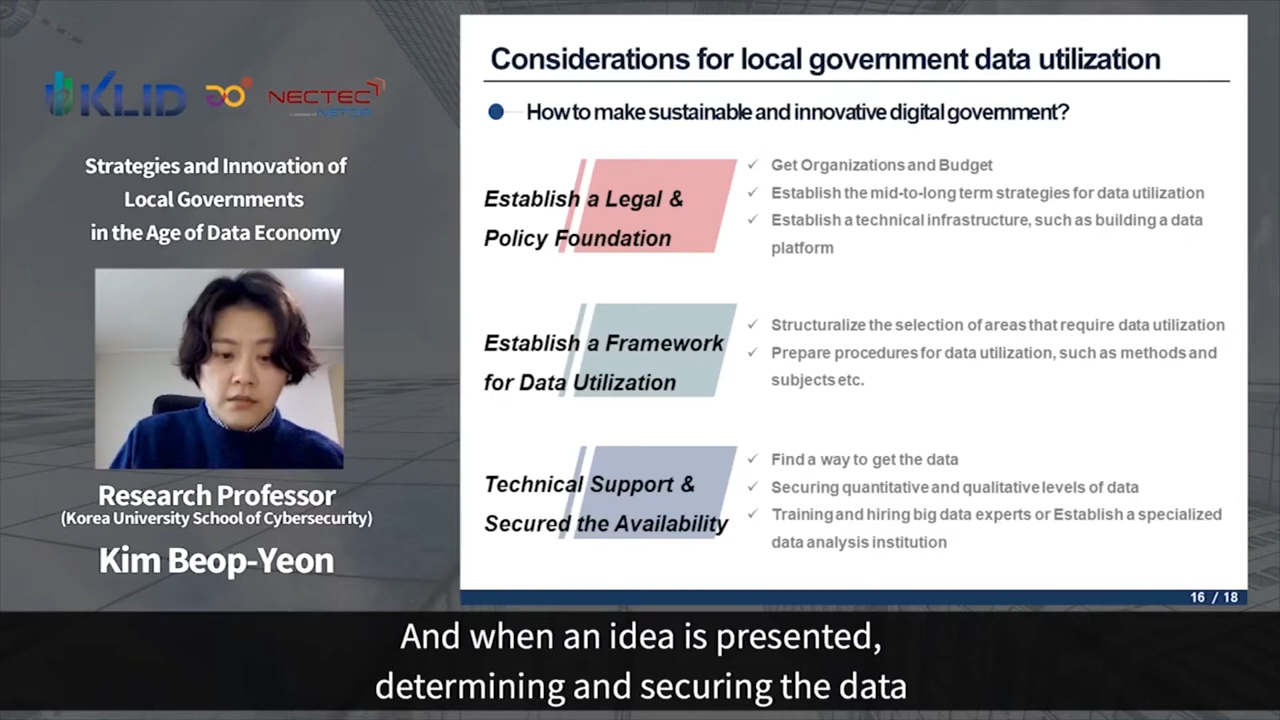 KLID
NECTEC
NSTDA
Strategies and Innovation of
Local Governments
in the Age of Data Economy
Research Professor
(Korea University School of Cybersecurity)
Kim Beop-Yeon
Considerations for local government data utilization
How to make sustainable and innovative digital government?
Establish a Legal &
Policy Foundation
✓ Get Organizations and Budget
✓ Establish the mid-to-long term strategies for data utilization
✓ Establish a technical infrastructure, such as building a data
platform
Establish a Framework
for Data Utilization
✓ Structuralize the selection of areas that require data utilization
✓ Prepare procedures for data utilization, such as methods and
subjects etc.
Technical Support &
Secured the Availability
✓ Find a way to get the data
✓ Securing quantitative and qualitative levels of data
✓ Training and hiring big data experts or Establish a specialized
data analysis institution
16 / 18
And when an idea is presented,
determining and securing the data